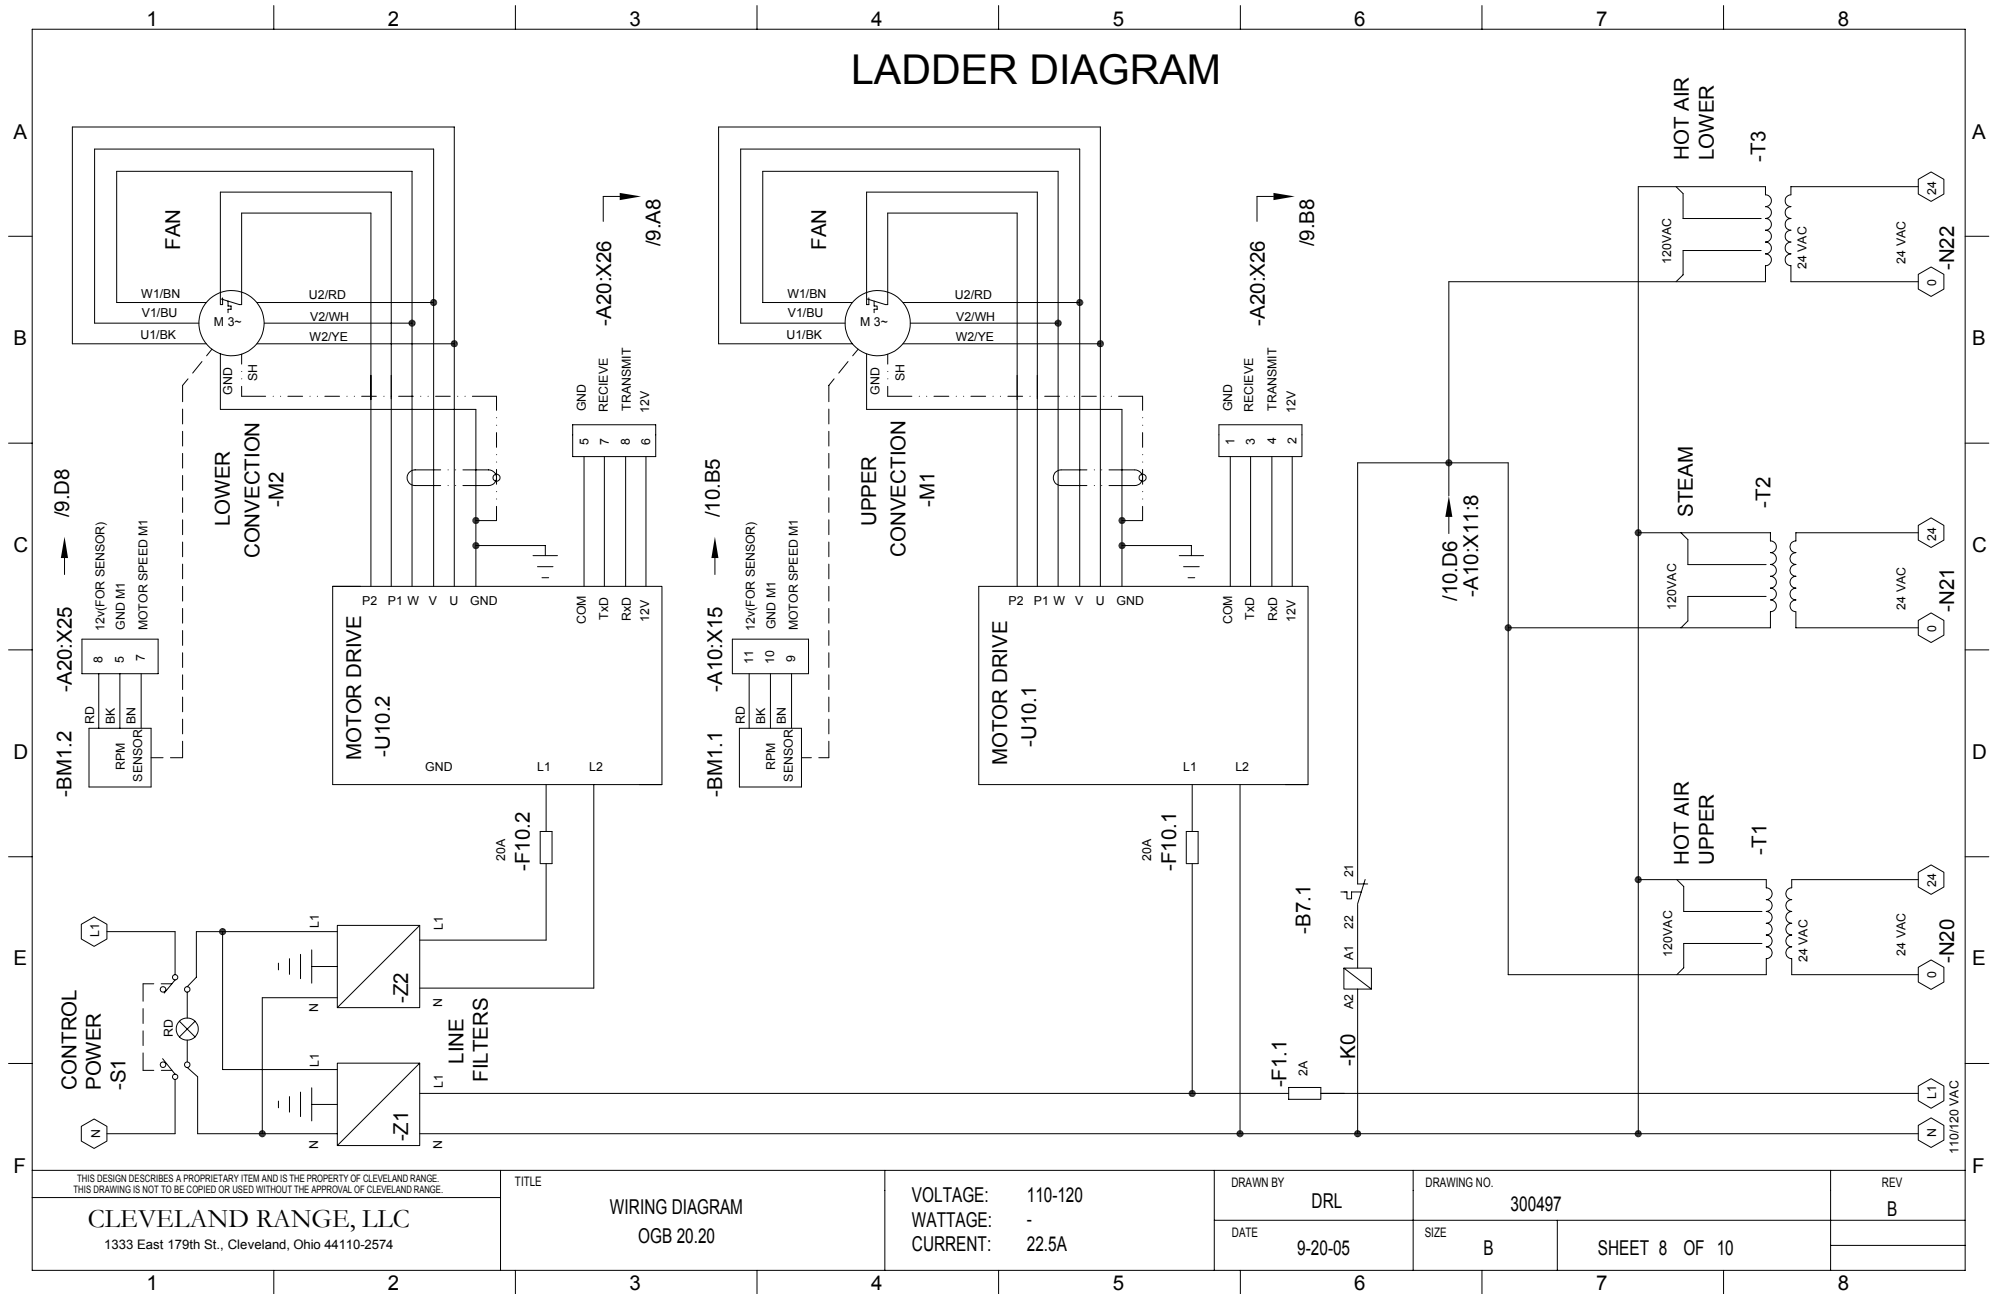 1 2 3 4 5 6 7 8
LADDER DIAGRAM
A
B
C
D
E
F
FAN
W1/BN
V1/BU
U1/BK
M 3~
U2/RD
V2/WH
W2/YE
GND
SH
LOWER
CONVECTION
-M2
-A20:X26
/9.A8
GND
RECIEVE
TRANSMIT
12V
5 7 8 6
/9.D8
-A20:X25
12v(FOR SENSOR)
GND M1
MOTOR SPEED M1
8 5 7
RD
BK
BN
-BM1.2
RPM
SENSOR
P2 P1 W V U GND
COM
TxD
RxD
12V
MOTOR DRIVE
-U10.2
GND L1 L2
20A
-F10.2
FAN
W1/BN
V1/BU
U1/BK
M 3~
U2/RD
V2/WH
W2/YE
GND
SH
UPPER
CONVECTION
-M1
-A20:X26
/9.B8
GND
RECIEVE
TRANSMIT
12V
1 3 4 2
/10.B5
-A10:X15
12v(FOR SENSOR)
GND M1
MOTOR SPEED M1
11 10 9
RD
BK
BN
-BM1.1
RPM
SENSOR
P2 P1 W V U GND
COM
TxD
RxD
12V
MOTOR DRIVE
-U10.1
L1 L2
20A
-F10.1
HOT AIR
LOWER
-T3
120VAC
24 VAC
24 VAC
24
0
-N22
/10.D6
-A10:X11:8
STEAM
-T2
120VAC
24 VAC
24
0
-N21
HOT AIR
UPPER
-T1
120VAC
24 VAC
24 VAC
24
0
-N20
-B7.1
21
22
A1
A2
-K0
-F1.1
2A
L1
N
110/120 VAC
L1
CONTROL
POWER
-S1
RD
N
L1
N
-Z2
L1
N
LINE
FILTERS
L1
N
-Z1
L1
N
A
B
C
D
E
F
THIS DESIGN DESCRIBES A PROPRIETARY ITEM AND IS THE PROPERTY OF CLEVELAND RANGE.
THIS DRAWING IS NOT TO BE COPIED OR USED WITHOUT THE APPROVAL OF CLEVELAND RANGE.
CLEVELAND RANGE, LLC
1333 East 179th St., Cleveland, Ohio 44110-2574
TITLE
WIRING DIAGRAM
OGB 20.20
VOLTAGE: 110-120
WATTAGE: -
CURRENT: 22.5A
DRAWN BY
DRL
DATE
9-20-05
DRAWING NO.
300497
SIZE
B
SHEET 8 OF 10
REV
B
1 2 3 4 5 6 7 8